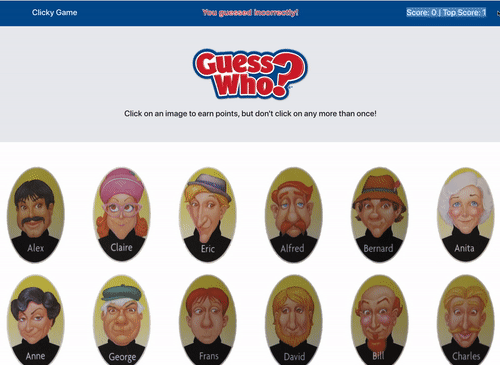 Clicky Game
You guessed incorrectly!
Score: 0 | Top Score: 1
Guess
Who?
Click on an image to earn points, but don't click on any more than once!
Alex
Claire
Eric
Alfred
Bernard
Anita
Anne
George
Frans
David
Bill
Charles